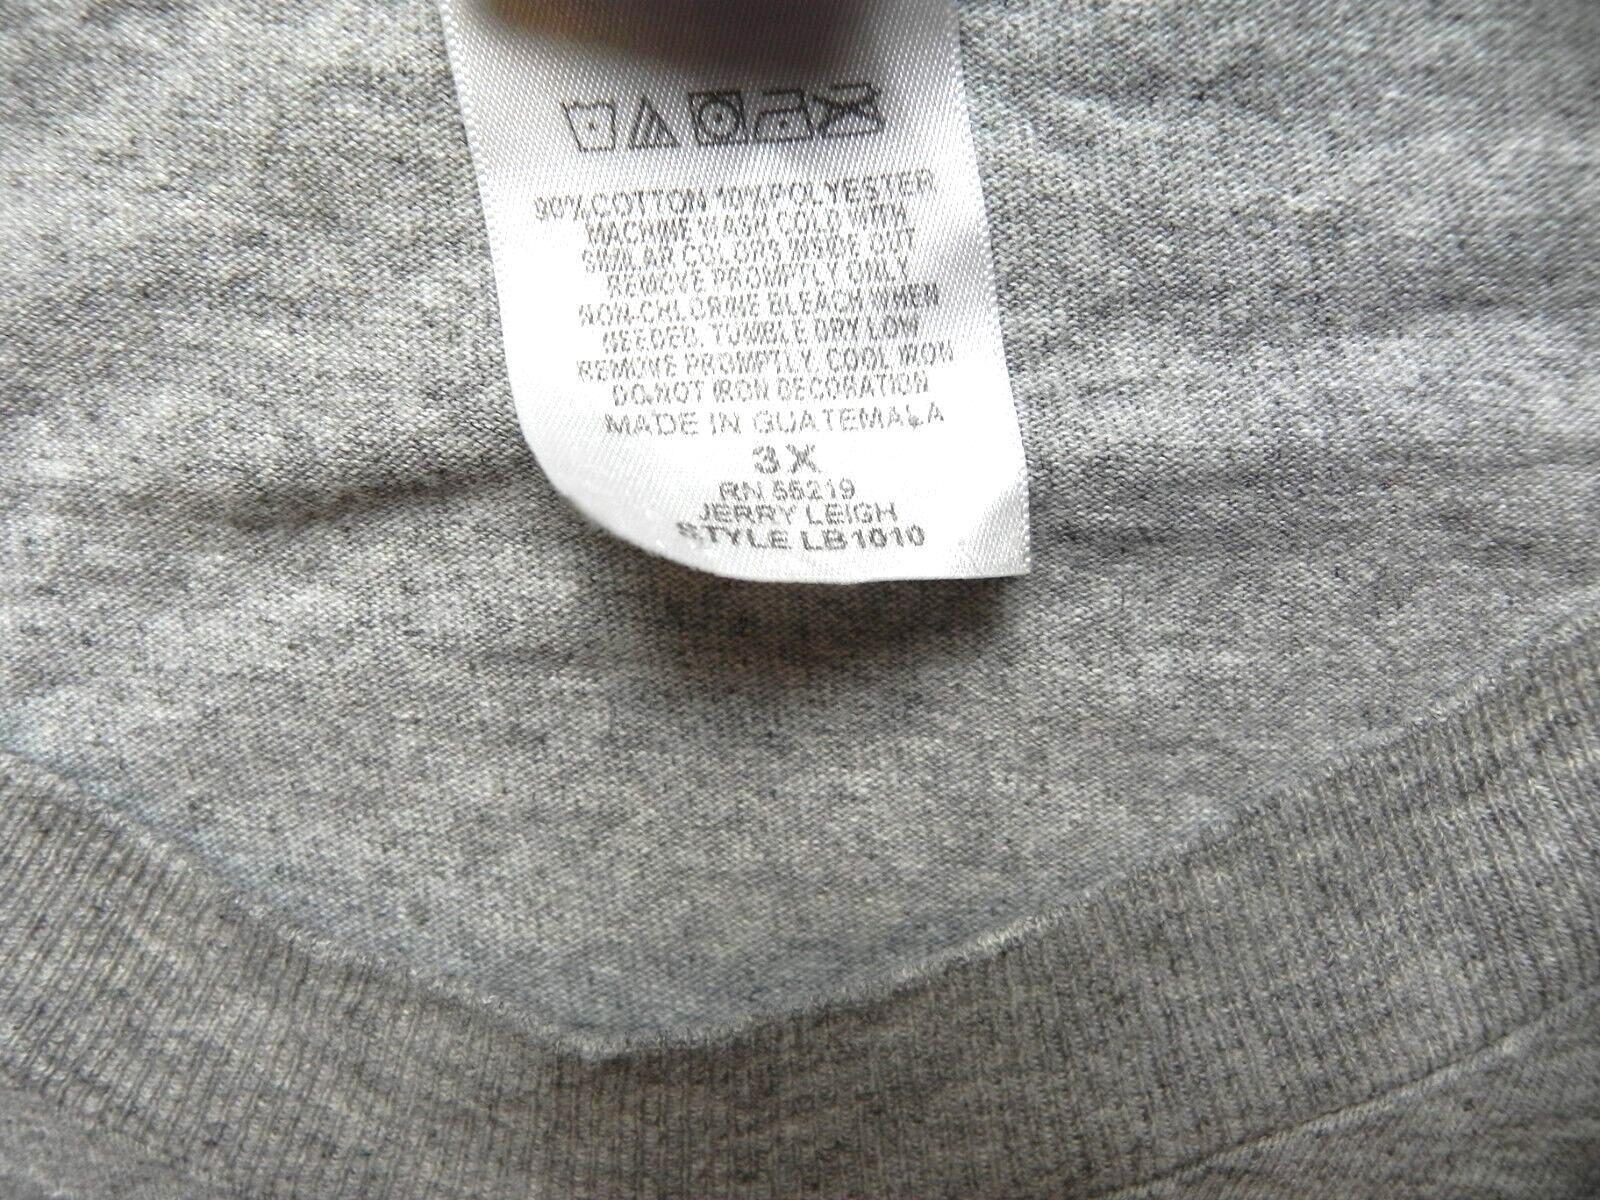 90% COTTON 10% POLYESTER
MACHINE WASH COLD WITH
SIMILAR COLORS INSIDE OUT
REMOVE PROMPTLY ONLY
NON-CHLORINE BLEACH WHEN
NEEDED, TUMBLE DRY LOW
REMOVE PROMPTLY, COOL IRON
DO NOT IRON DECORATION
MADE IN GUATEMALA
3X
RN 55219
JERRY LEIGH
STYLE LB1010